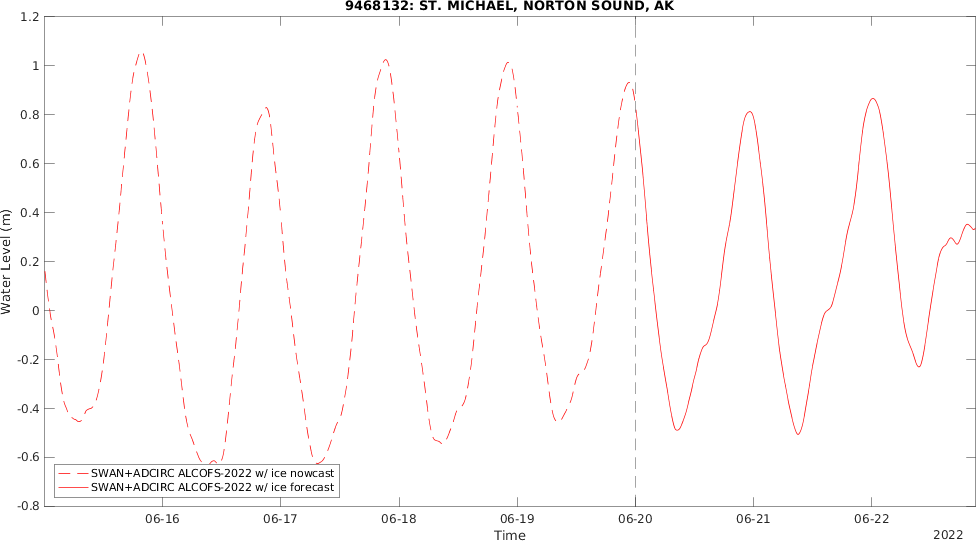 9468132: ST. MICHAEL, NORTON SOUND, AK
Water Level (m)
1.2
1
0.8
0.6
0.4
0.2
0
-0.2
-0.4
-0.6
-0.8
SWAN+ADCIRC ALCOFS-2022 w/ ice nowcast
SWAN+ADCIRC ALCOFS-2022 w/ ice forecast
06-16 06-17 06-18 06-19 06-20 06-21 06-22
Time
2022